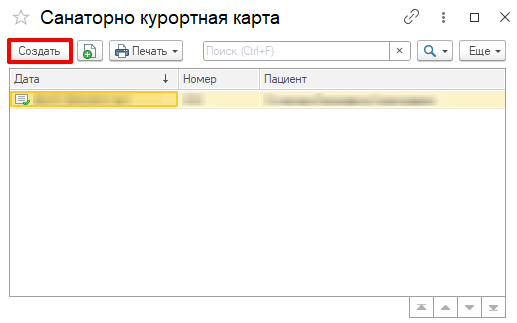 Санаторно курортная карта
Создать Печать Поиск (Ctrl+F) × Еще
Дата ↓ Номер Пациент